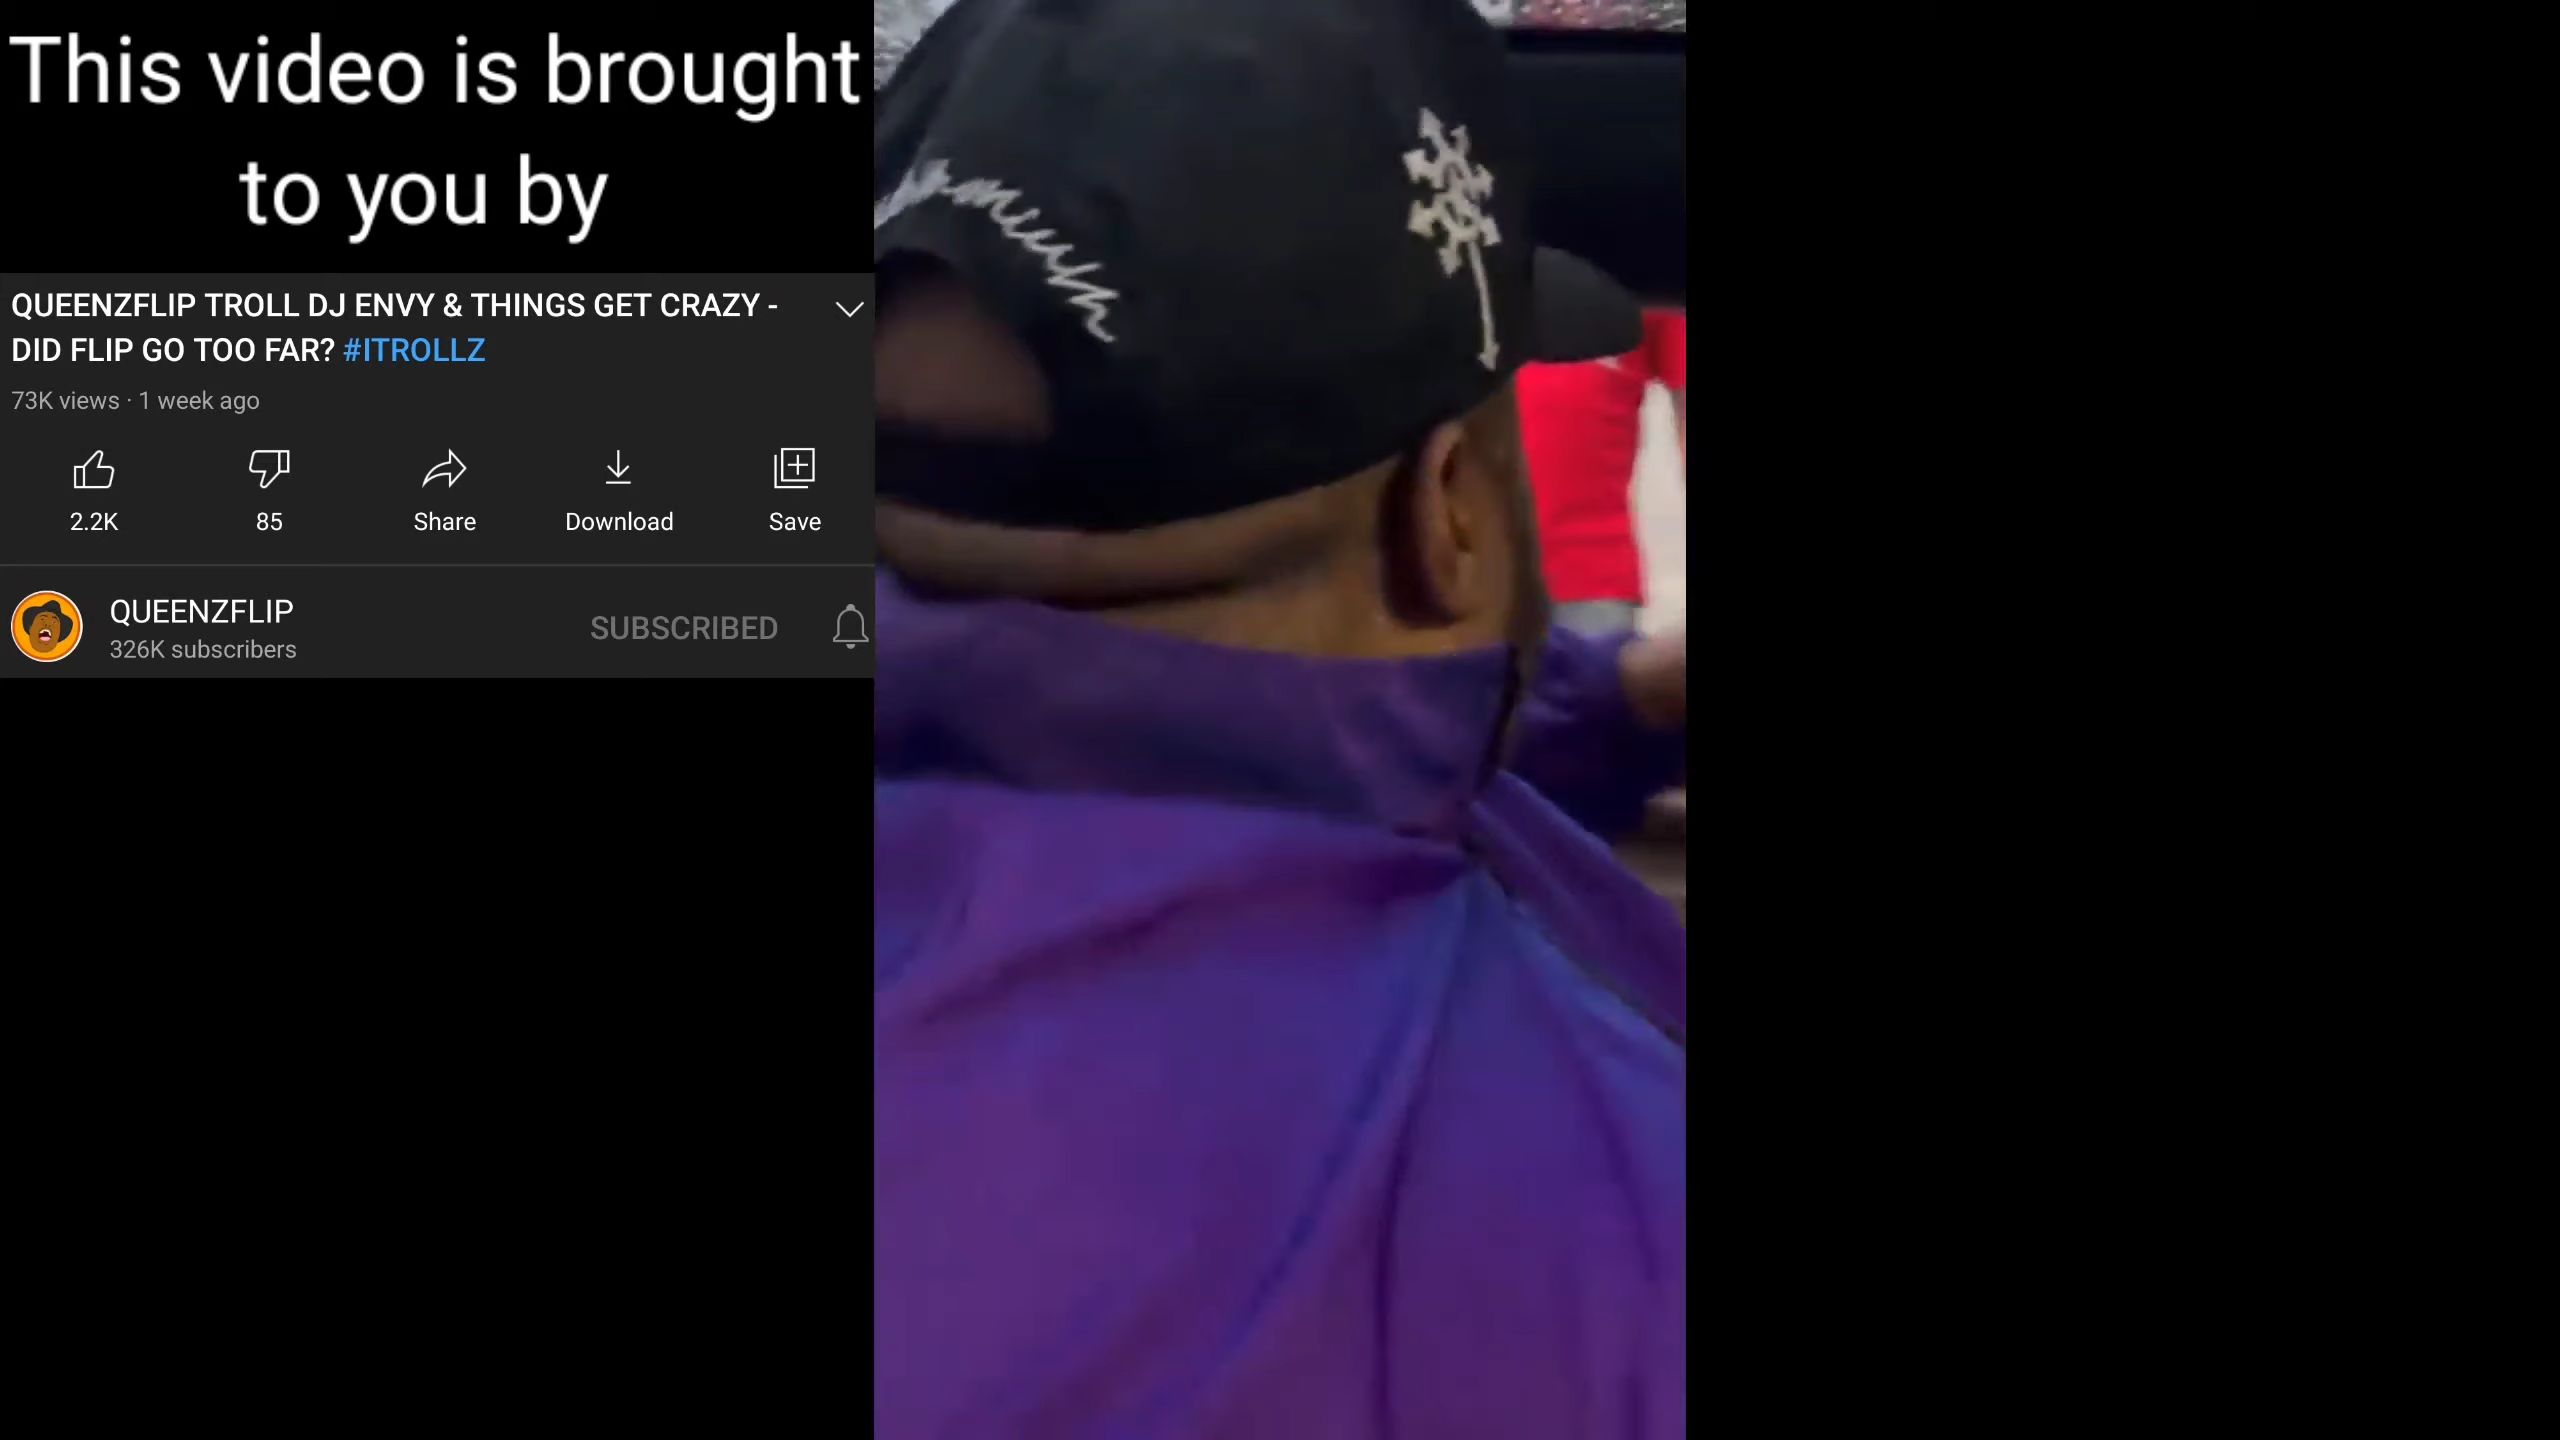 This video is brought
to you by
QUEENZFLIP TROLL DJ ENVY & THINGS GET CRAZY -
DID FLIP GO TOO FAR? #ITROLLZ
73K views · 1 week ago
2.2K
85
Share
Download
Save
QUEENZFLIP
326K subscribers
SUBSCRIBED